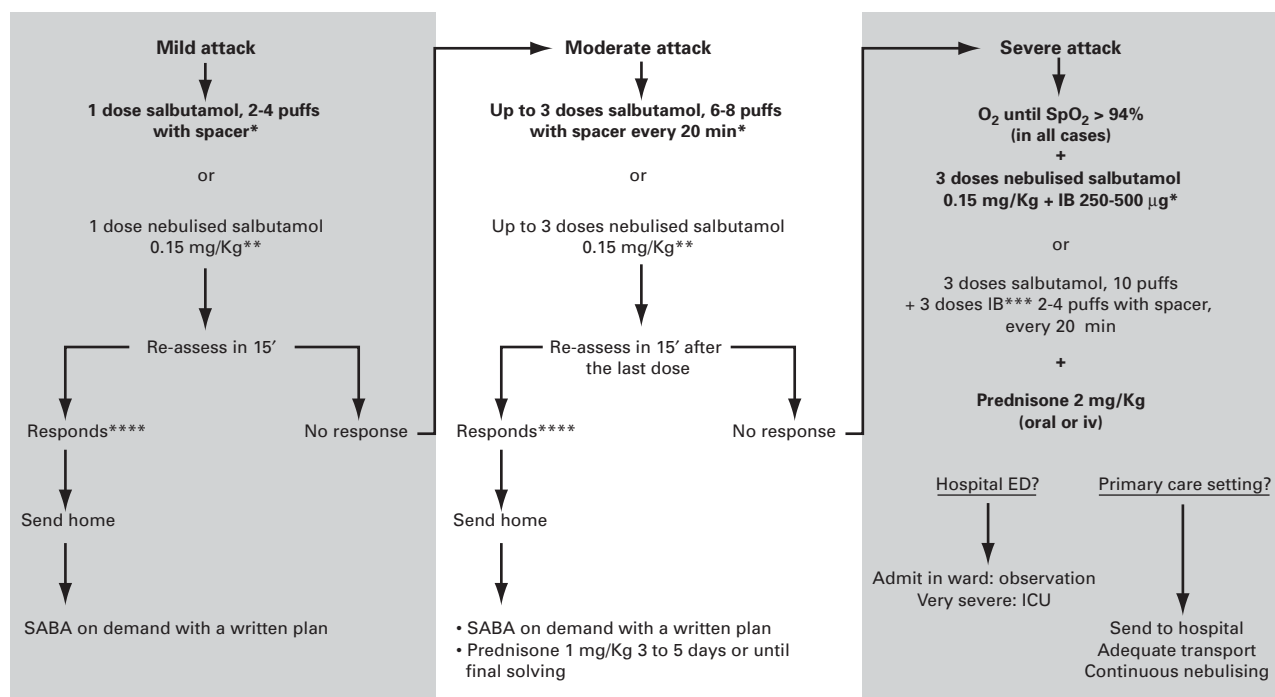 Mild attack
1 dose salbutamol, 2-4 puffs
with spacer*
or
1 dose nebulised salbutamol
0.15 mg/Kg**
Re-assess in 15′
Responds****
No response
Send home
SABA on demand with a written plan
Moderate attack
Up to 3 doses salbutamol, 6-8 puffs
with spacer every 20 min*
or
Up to 3 doses nebulised salbutamol
0.15 mg/Kg**
Re-assess in 15′ after
the last dose
Responds****
No response
Send home
• SABA on demand with a written plan
• Prednisone 1 mg/Kg 3 to 5 days or until
final solving
Severe attack
O₂ until SpO₂ > 94%
(in all cases)
+
3 doses nebulised salbutamol
0.15 mg/Kg + IB 250-500 μg*
or
3 doses salbutamol, 10 puffs
+ 3 doses IB*** 2-4 puffs with spacer,
every 20 min
+
Prednisone 2 mg/Kg
(oral or iv)
Hospital ED?
Admit in ward: observation
Very severe: ICU
Primary care setting?
Send to hospital
Adequate transport
Continuous nebulising